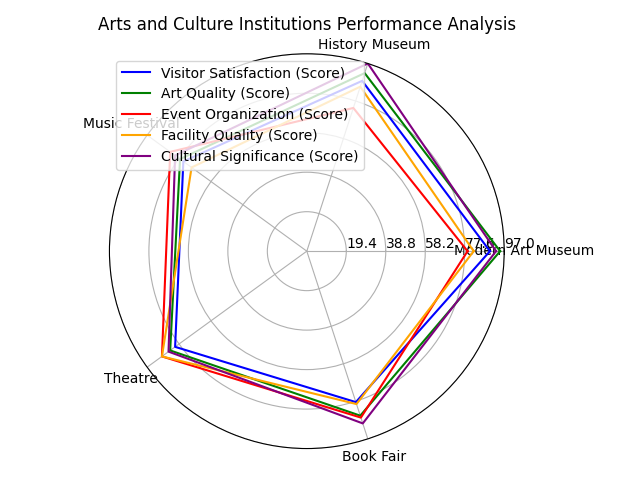 Arts and Culture Institutions Performance Analysis
History Museum
Visitor Satisfaction (Score)
Art Quality (Score)
Event Organization (Score)
Facility Quality (Score)
Cultural Significance (Score)
Music Festival
19.4 38.8 58.2 77.6 97.0
Modern Art Museum
Theatre
Book Fair